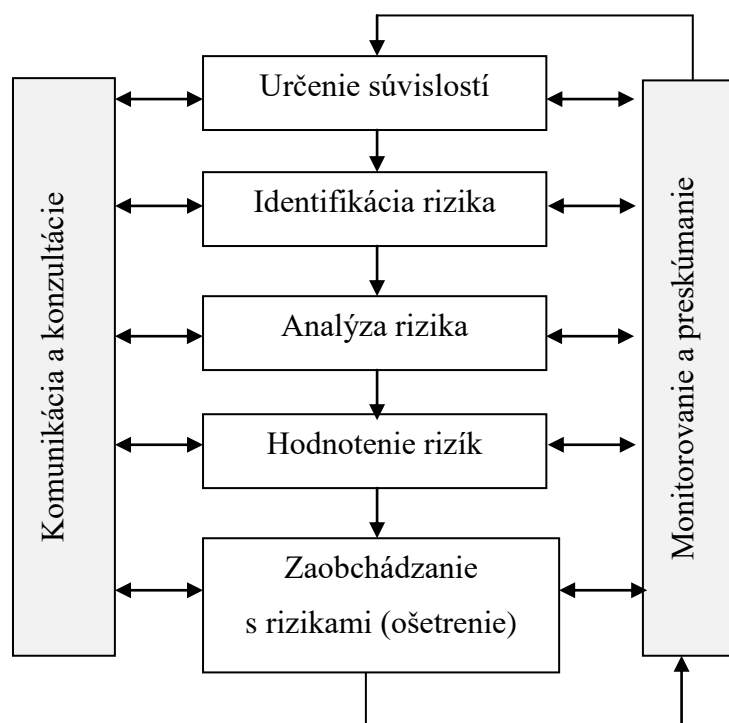 Určenie súvislostí
Identifikácia rizika
Analýza rizika
Hodnotenie rizík
Zaobchádzanie
s rizikami (ošetrenie)
Komunikácia a konzultácie
Monitorovanie a preskúmanie